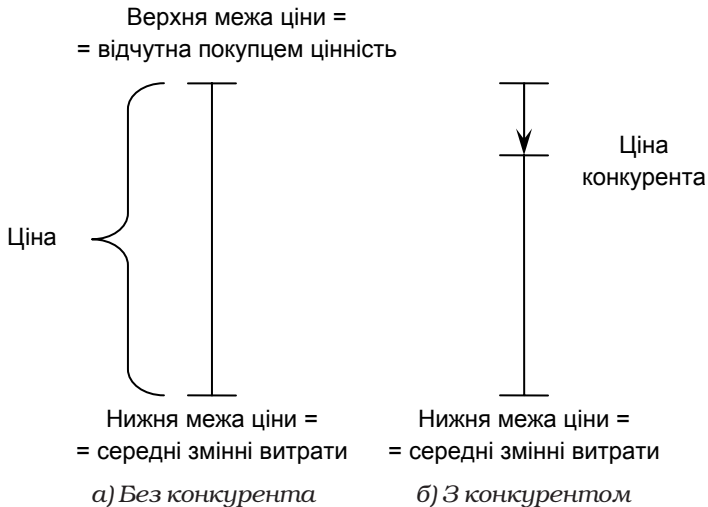 Верхня межа ціни =
= відчутна покупцем цінність
Ціна
конкурента
Ціна
Нижня межа ціни =
= середні змінні витрати
Нижня межа ціни =
= середні змінні витрати
а) Без конкурента
б) З конкурентом